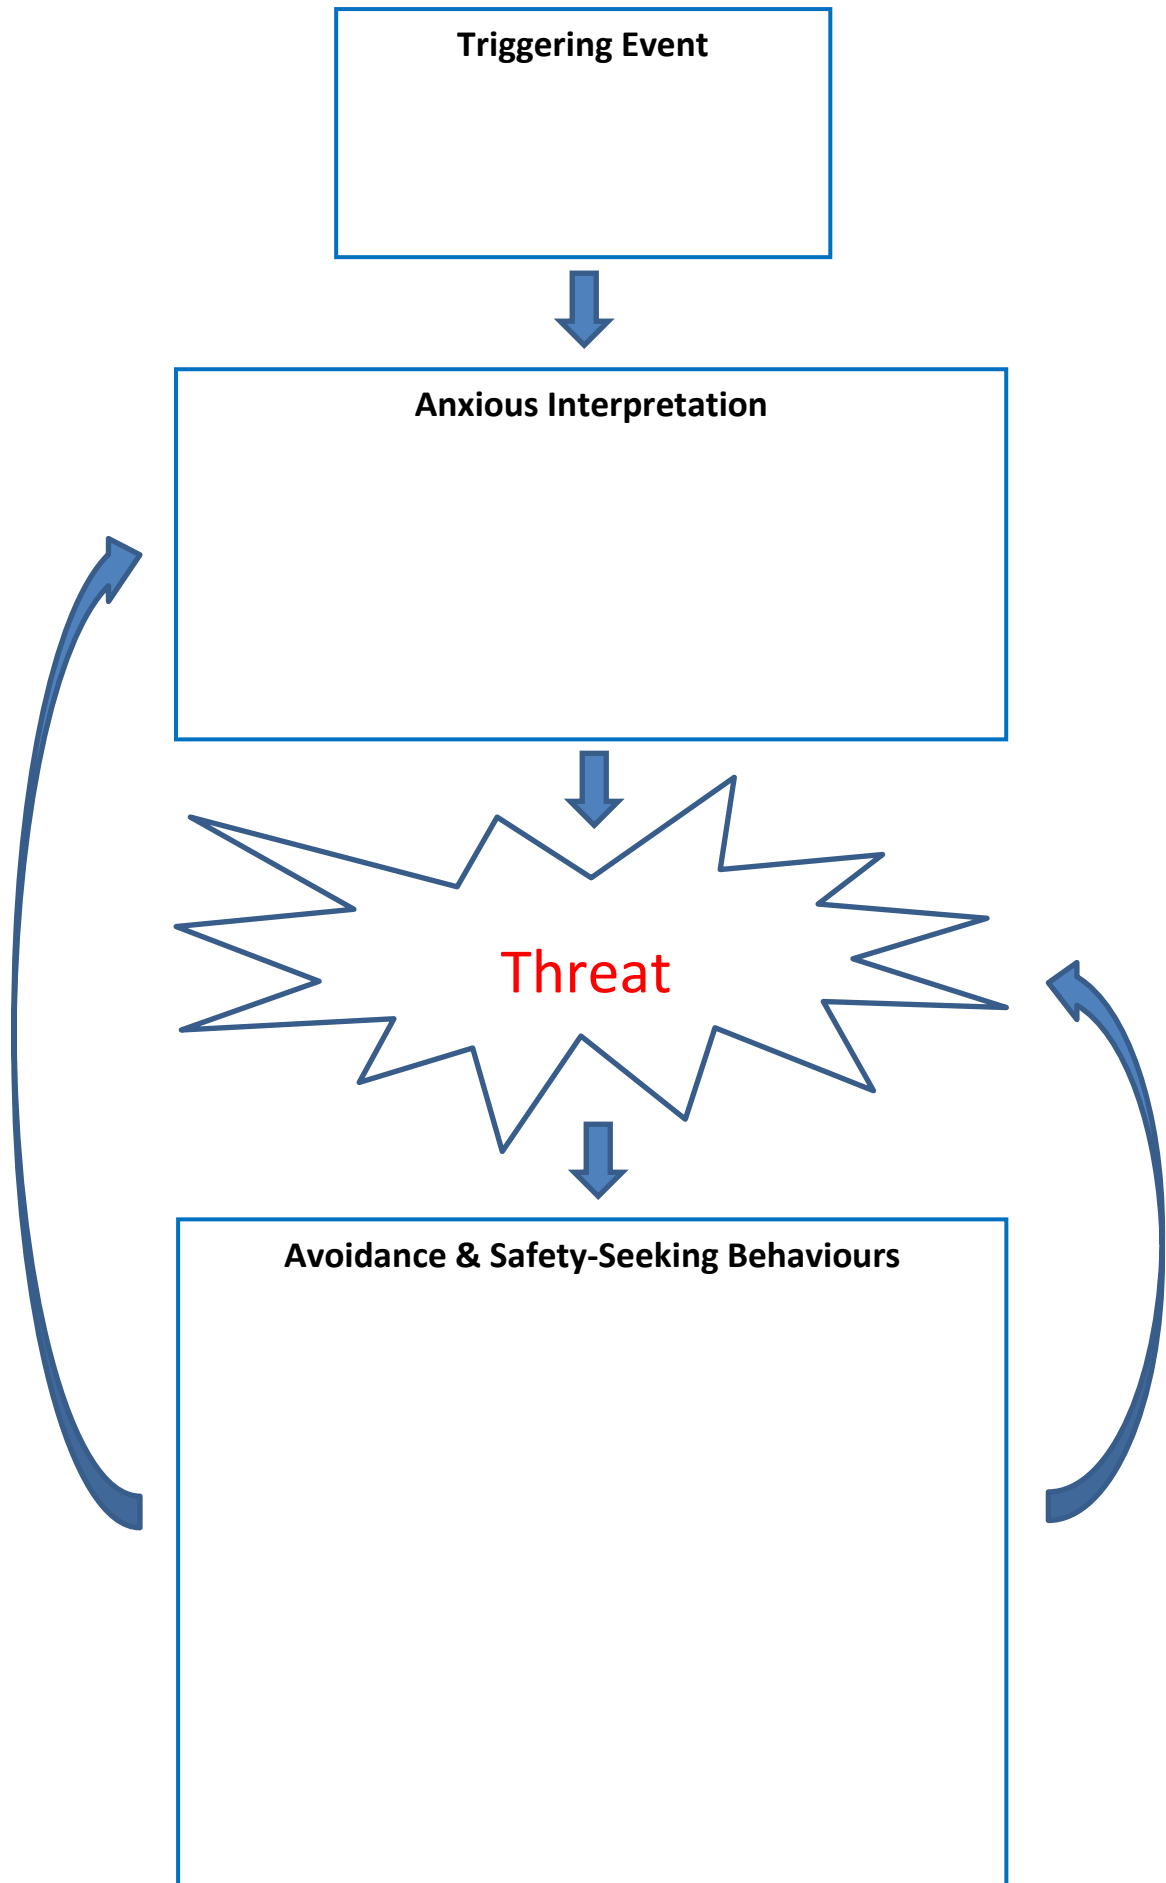 Triggering Event
Anxious Interpretation
Threat
Avoidance & Safety-Seeking Behaviours